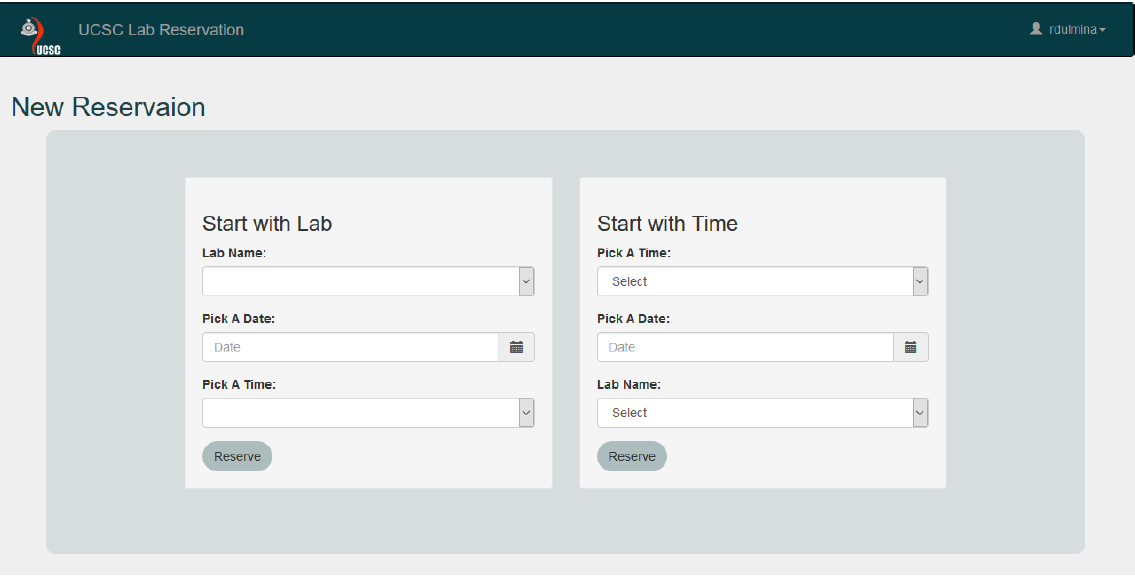 UCSC
UCSC Lab Reservation
rdulmina
New Reservaion
Start with Lab
Lab Name:
Pick A Date:
Date
Pick A Time:
Reserve
Start with Time
Pick A Time:
Select
Pick A Date:
Date
Lab Name:
Select
Reserve